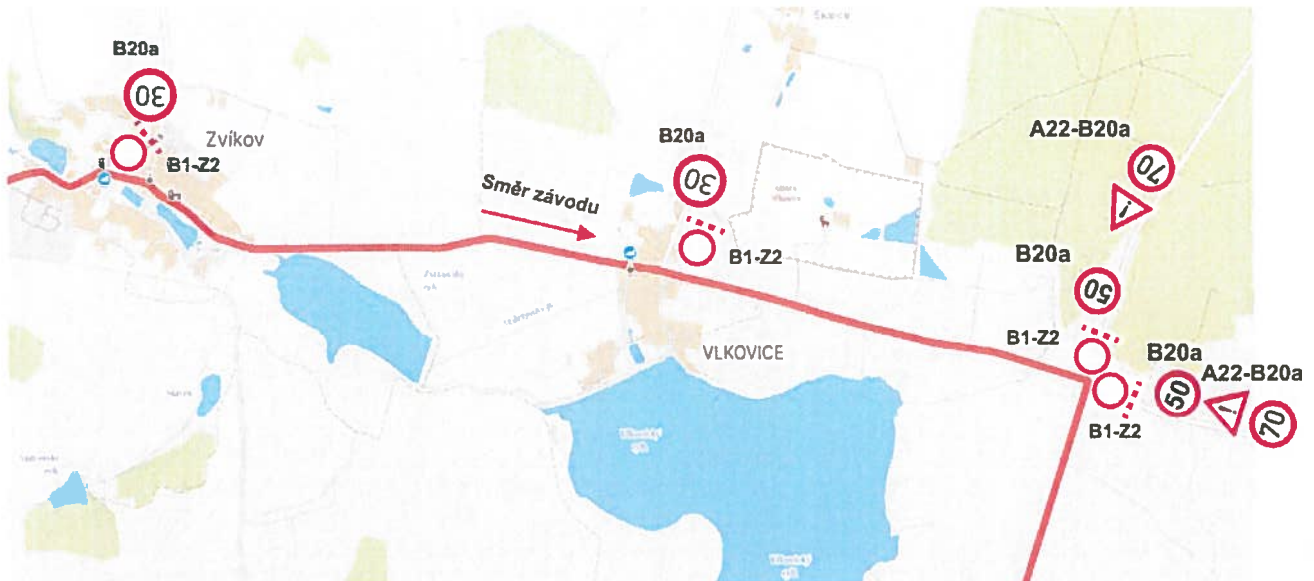 B20a
30
Zvíkov
B1-Z2
Směr závodu
B20a
30
B1-Z2
VLKOVICE
A22-B20a
70
!
B20a
50
B1-Z2
B20a
50
A22-B20a
!
70
B1-Z2